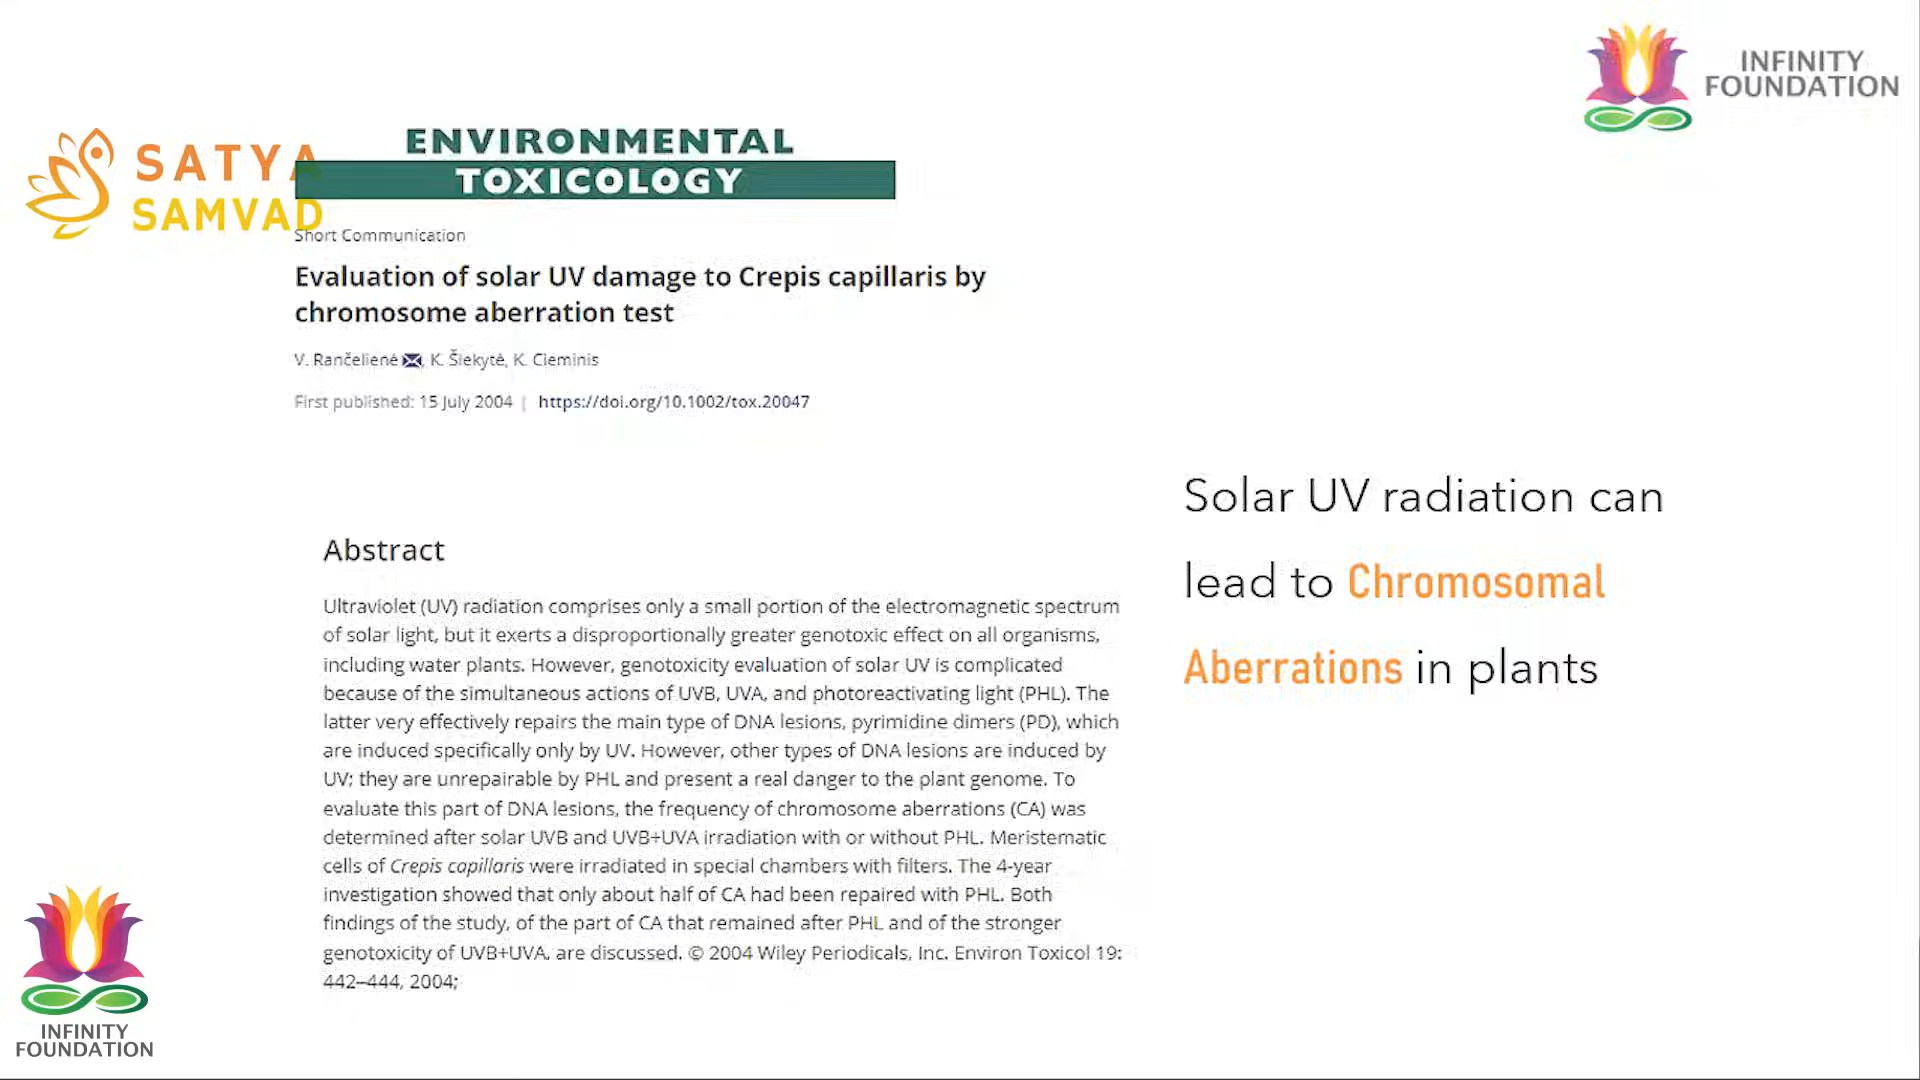 INFINITY
FOUNDATION
SATYA
SAMVAD
ENVIRONMENTAL
TOXICOLOGY
Short Communication
Evaluation of solar UV damage to Crepis capillaris by
chromosome aberration test
V. Rančelienė, K. Šlekytė, K. Cieminis
First published: 15 July 2004 | https://doi.org/10.1002/tox.20047
Abstract
Ultraviolet (UV) radiation comprises only a small portion of the electromagnetic spectrum
of solar light, but it exerts a disproportionally greater genotoxic effect on all organisms,
including water plants. However, genotoxicity evaluation of solar UV is complicated
because of the simultaneous actions of UVB, UVA, and photoreactivating light (PHL). The
latter very effectively repairs the main type of DNA lesions, pyrimidine dimers (PD), which
are induced specifically only by UV. However, other types of DNA lesions are induced by
UV; they are unrepairable by PHL and present a real danger to the plant genome. To
evaluate this part of DNA lesions, the frequency of chromosome aberrations (CA) was
determined after solar UVB and UVB+UVA irradiation with or without PHL. Meristematic
cells of Crepis capillaris were irradiated in special chambers with filters. The 4-year
investigation showed that only about half of CA had been repaired with PHL. Both
findings of the study, of the part of CA that remained after PHL and of the stronger
genotoxicity of UVB+UVA, are discussed. © 2004 Wiley Periodicals, Inc. Environ Toxicol 19:
442–444, 2004;
Solar UV radiation can
lead to Chromosomal
Aberrations in plants
INFINITY
FOUNDATION